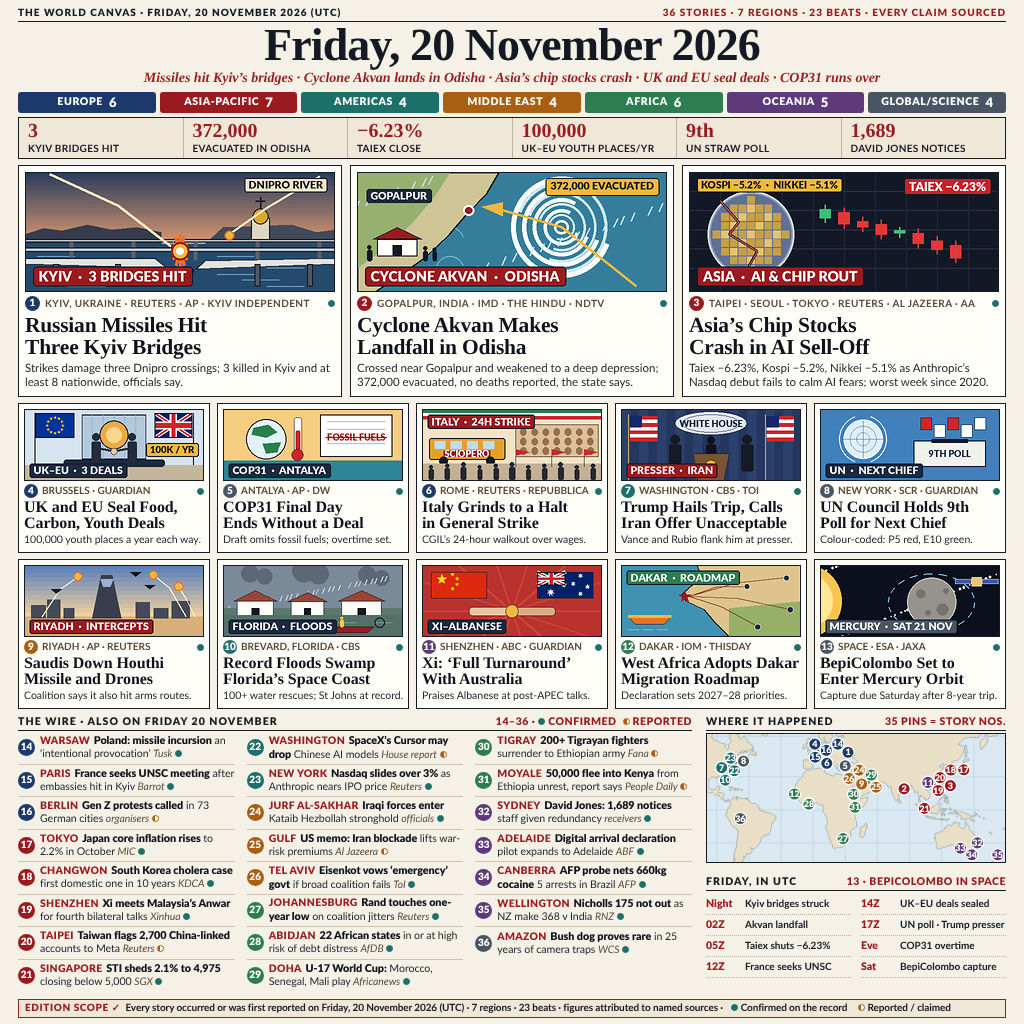 THE WORLD CANVAS · FRIDAY, 20 NOVEMBER 2026 (UTC)
36 STORIES · 7 REGIONS · 23 BEATS · EVERY CLAIM SOURCED
Friday, 20 November 2026
Missiles hit Kyiv's bridges · Cyclone Akvan lands in Odisha · Asia's chip stocks crash · UK and EU seal deals · COP31 runs over
EUROPE 6
ASIA-PACIFIC 7
AMERICAS 4
MIDDLE EAST 4
AFRICA 6
OCEANIA 5
GLOBAL/SCIENCE 4
3
KYIV BRIDGES HIT
372,000
EVACUATED IN ODISHA
−6.23%
TAIEX CLOSE
100,000
UK–EU YOUTH PLACES/YR
9th
UN STRAW POLL
1,689
DAVID JONES NOTICES
DNIPRO RIVER
KYIV · 3 BRIDGES HIT
1 KYIV, UKRAINE · REUTERS · AP · KYIV INDEPENDENT
Russian Missiles Hit
Three Kyiv Bridges
Strikes damage three Dnipro crossings; 3 killed in Kyiv and at
least 8 nationwide, officials say.
GOPALPUR
372,000 EVACUATED
CYCLONE AKVAN · ODISHA
2 GOPALPUR, INDIA · IMD · THE HINDU · NDTV
Cyclone Akvan Makes
Landfall in Odisha
Crossed near Gopalpur and weakened to a deep depression;
372,000 evacuated, no deaths reported, the state says.
KOSPI −5.2% · NIKKEI −5.1%
TAIEX −6.23%
ASIA · AI & CHIP ROUT
3 TAIPEI · SEOUL · TOKYO · REUTERS · AL JAZEERA · AA
Asia's Chip Stocks
Crash in AI Sell-Off
Taiex −6.23%, Kospi −5.2%, Nikkei −5.1% as Anthropic's
Nasdaq debut fails to calm AI fears; worst week since 2020.
100K / YR
UK–EU · 3 DEALS
4 BRUSSELS · GUARDIAN
UK and EU Seal Food,
Carbon, Youth Deals
100,000 youth places a year each way.
FOSSIL FUELS
COP31 · ANTALYA
5 ANTALYA · AP · DW
COP31 Final Day
Ends Without a Deal
Draft omits fossil fuels; overtime set.
ITALY · 24H STRIKE
SCIOPERO
6 ROME · REUTERS · REPUBBLICA
Italy Grinds to a Halt
in General Strike
CGIL's 24-hour walkout over wages.
WHITE HOUSE
PRESSER · IRAN
7 WASHINGTON · CBS · TOI
Trump Hails Trip, Calls
Iran Offer Unacceptable
Vance and Rubio flank him at presser.
9TH POLL
UN · NEXT CHIEF
8 NEW YORK · SCR · GUARDIAN
UN Council Holds 9th
Poll for Next Chief
Colour-coded: P5 red, E10 green.
RIYADH · INTERCEPTS
9 RIYADH · AP · REUTERS
Saudis Down Houthi
Missile and Drones
Coalition says it also hit arms routes.
FLORIDA · FLOODS
10 BREVARD, FLORIDA · CBS
Record Floods Swamp
Florida's Space Coast
100+ water rescues; St Johns at record.
XI–ALBANESE
11 SHENZHEN · ABC · GUARDIAN
Xi: 'Full Turnaround'
With Australia
Praises Albanese at post-APEC talks.
DAKAR · ROADMAP
12 DAKAR · IOM · THISDAY
West Africa Adopts Dakar
Migration Roadmap
Declaration sets 2027–28 priorities.
MERCURY · SAT 21 NOV
13 SPACE · ESA · JAXA
BepiColombo Set to
Enter Mercury Orbit
Capture due Saturday after 8-year trip.
THE WIRE · ALSO ON FRIDAY 20 NOVEMBER
14–36 · CONFIRMED REPORTED
14 WARSAW Poland: missile incursion an
'intentional provocation' Tusk
15 PARIS France seeks UNSC meeting after
embassies hit in Kyiv Barrot
16 BERLIN Gen Z protests called in 73
German cities organisers
17 TOKYO Japan core inflation rises to
2.2% in October MIC
18 CHANGWON South Korea cholera case
first domestic one in 10 years KDCA
19 SHENZHEN Xi meets Malaysia's Anwar
for fourth bilateral talks Xinhua
20 TAIPEI Taiwan flags 2,700 China-linked
accounts to Meta Reuters
21 SINGAPORE STI sheds 2.1% to 4,975
closing below 5,000 SGX
22 WASHINGTON SpaceX's Cursor may
drop Chinese AI models House report
23 NEW YORK Nasdaq slides over 3% as
Anthropic nears IPO price Reuters
24 JURF AL-SAKHAR Iraqi forces enter
Kataib Hezbollah stronghold officials
25 GULF US memo: Iran blockade lifts war-
risk premiums Al Jazeera
26 TEL AVIV Eisenkot vows 'emergency'
govt if broad coalition fails ToI
27 JOHANNESBURG Rand touches one-
year low on coalition jitters Reuters
28 ABIDJAN 22 African states in or at high
risk of debt distress AfDB
29 DOHA U-17 World Cup: Morocco,
Senegal, Mali play Africanews
30 TIGRAY 200+ Tigrayan fighters
surrender to Ethiopian army Fana
31 MOYALE 50,000 flee into Kenya from
Ethiopia unrest, report says People Daily
32 SYDNEY David Jones: 1,689 notices
staff given redundancy receivers
33 ADELAIDE Digital arrival declaration
pilot expands to Adelaide ABF
34 CANBERRA AFP nets 660kg
cocaine 5 arrests in Brazil AFP
35 WELLINGTON Nicholls 175 not out as
NZ make 368 v India RNZ
36 AMAZON Bush dog proves rare in 25
years of camera traps WCS
WHERE IT HAPPENED
35 PINS = STORY NOS.
FRIDAY, IN UTC
13 · BEPICOLOMBO IN SPACE
Night Kyiv bridges struck
02Z Akvan landfall
05Z Taiex shuts −6.23%
12Z France seeks UNSC
14Z UK–EU deals sealed
17Z UN poll · Trump presser
Eve COP31 overtime
Sat BepiColombo capture
EDITION SCOPE ✓ Every story occurred or was first reported on Friday, 20 November 2026 (UTC) · 7 regions · 23 beats · figures attributed to named sources · Confirmed on the record Reported / claimed